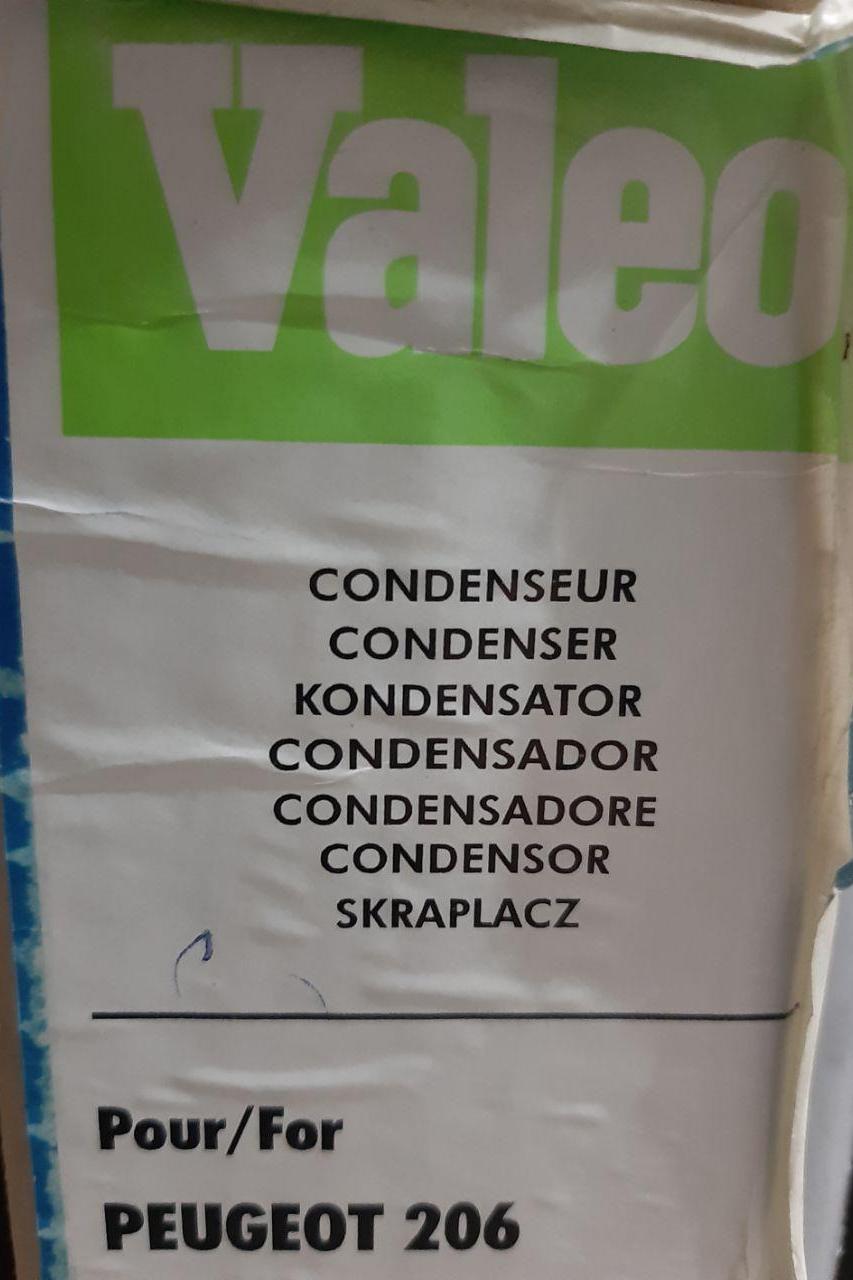 Valeo
CONDENSEUR
CONDENSER
KONDENSATOR
CONDENSADOR
CONDENSADORE
CONDENSOR
SKRAPLACZ
Pour/For
PEUGEOT 206